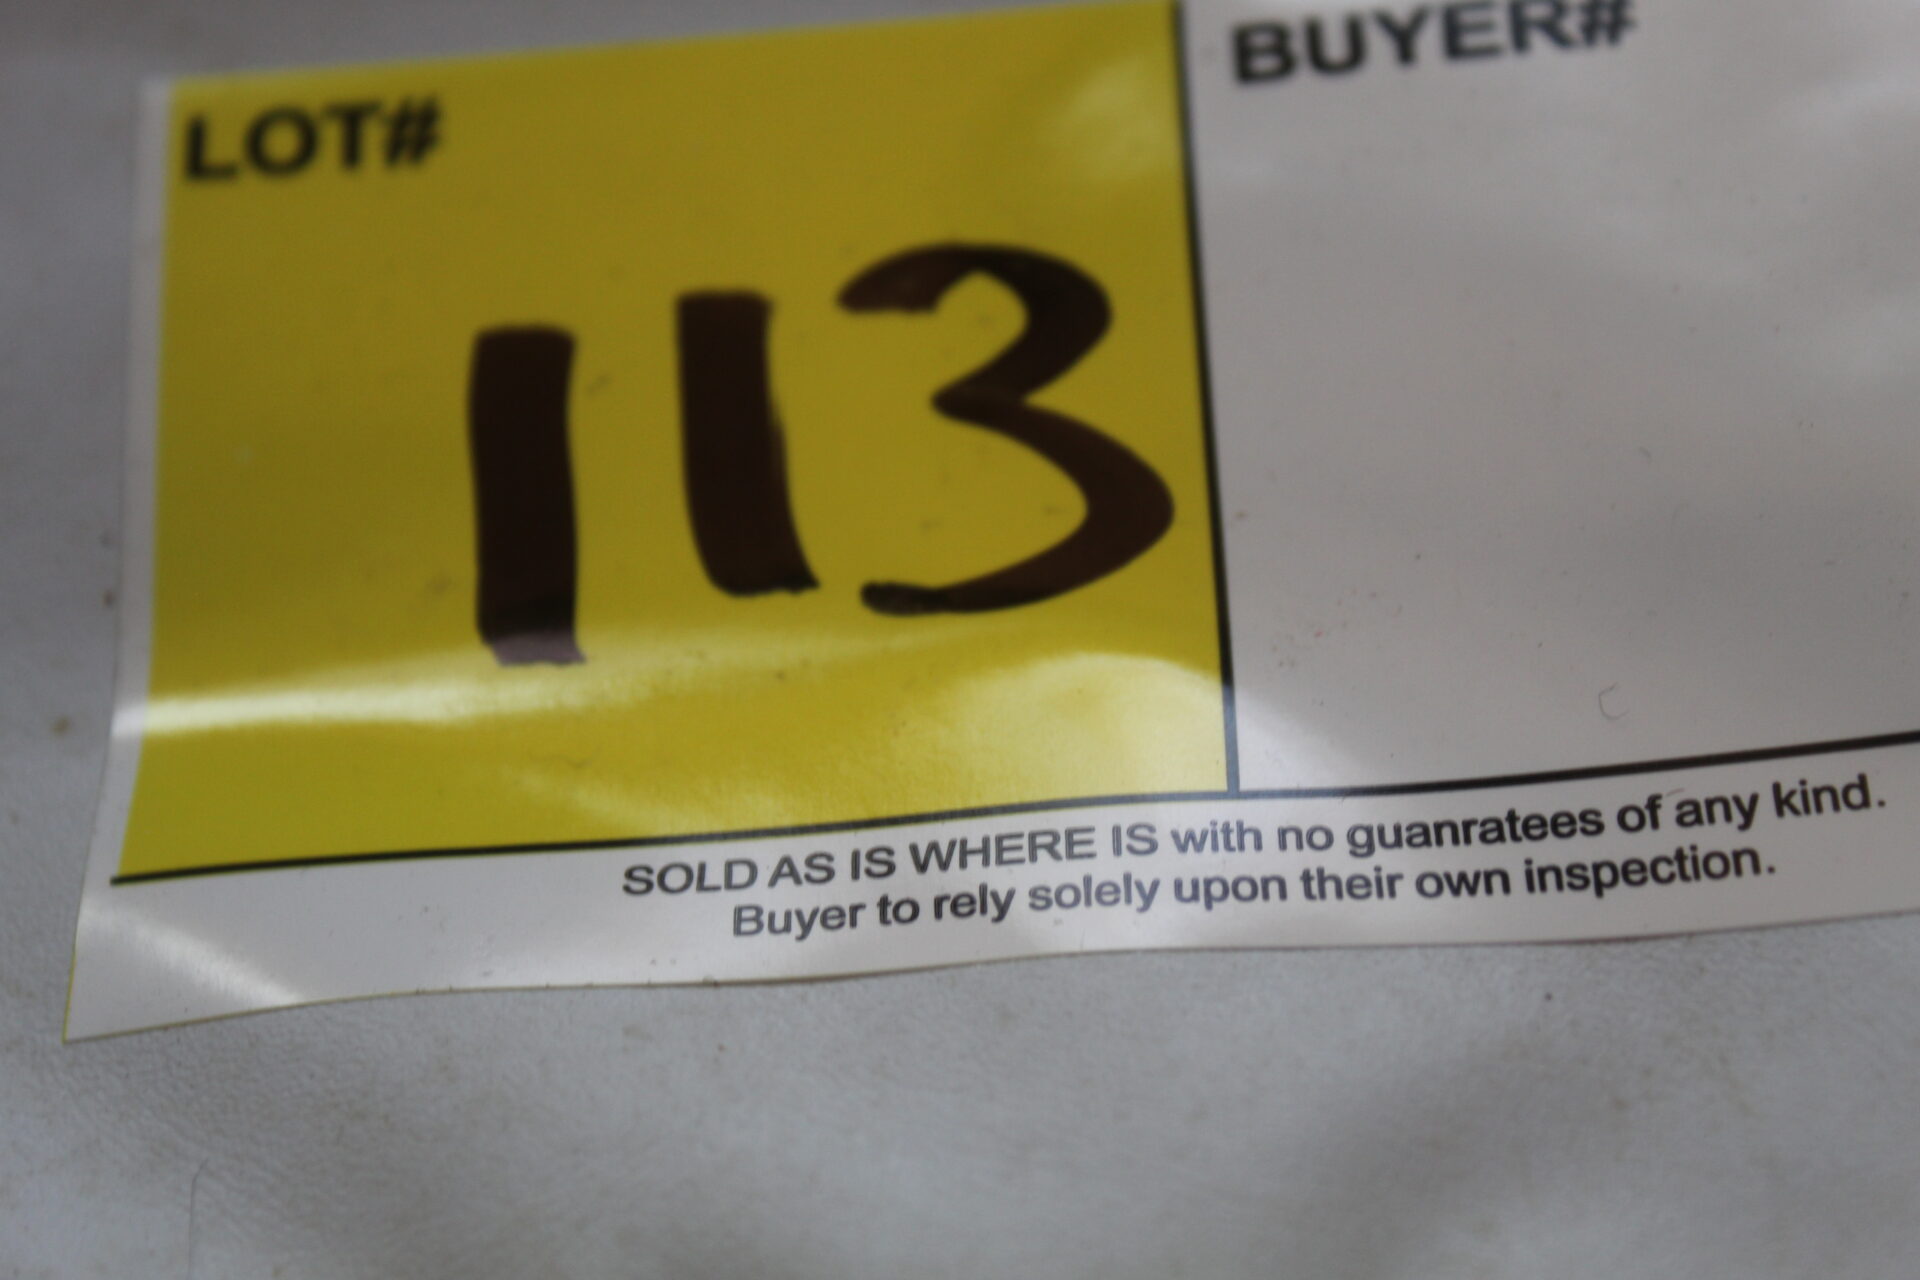 LOT#
BUYER#
113
SOLD AS IS WHERE IS with no guanratees of any kind.
Buyer to rely solely upon their own inspection.